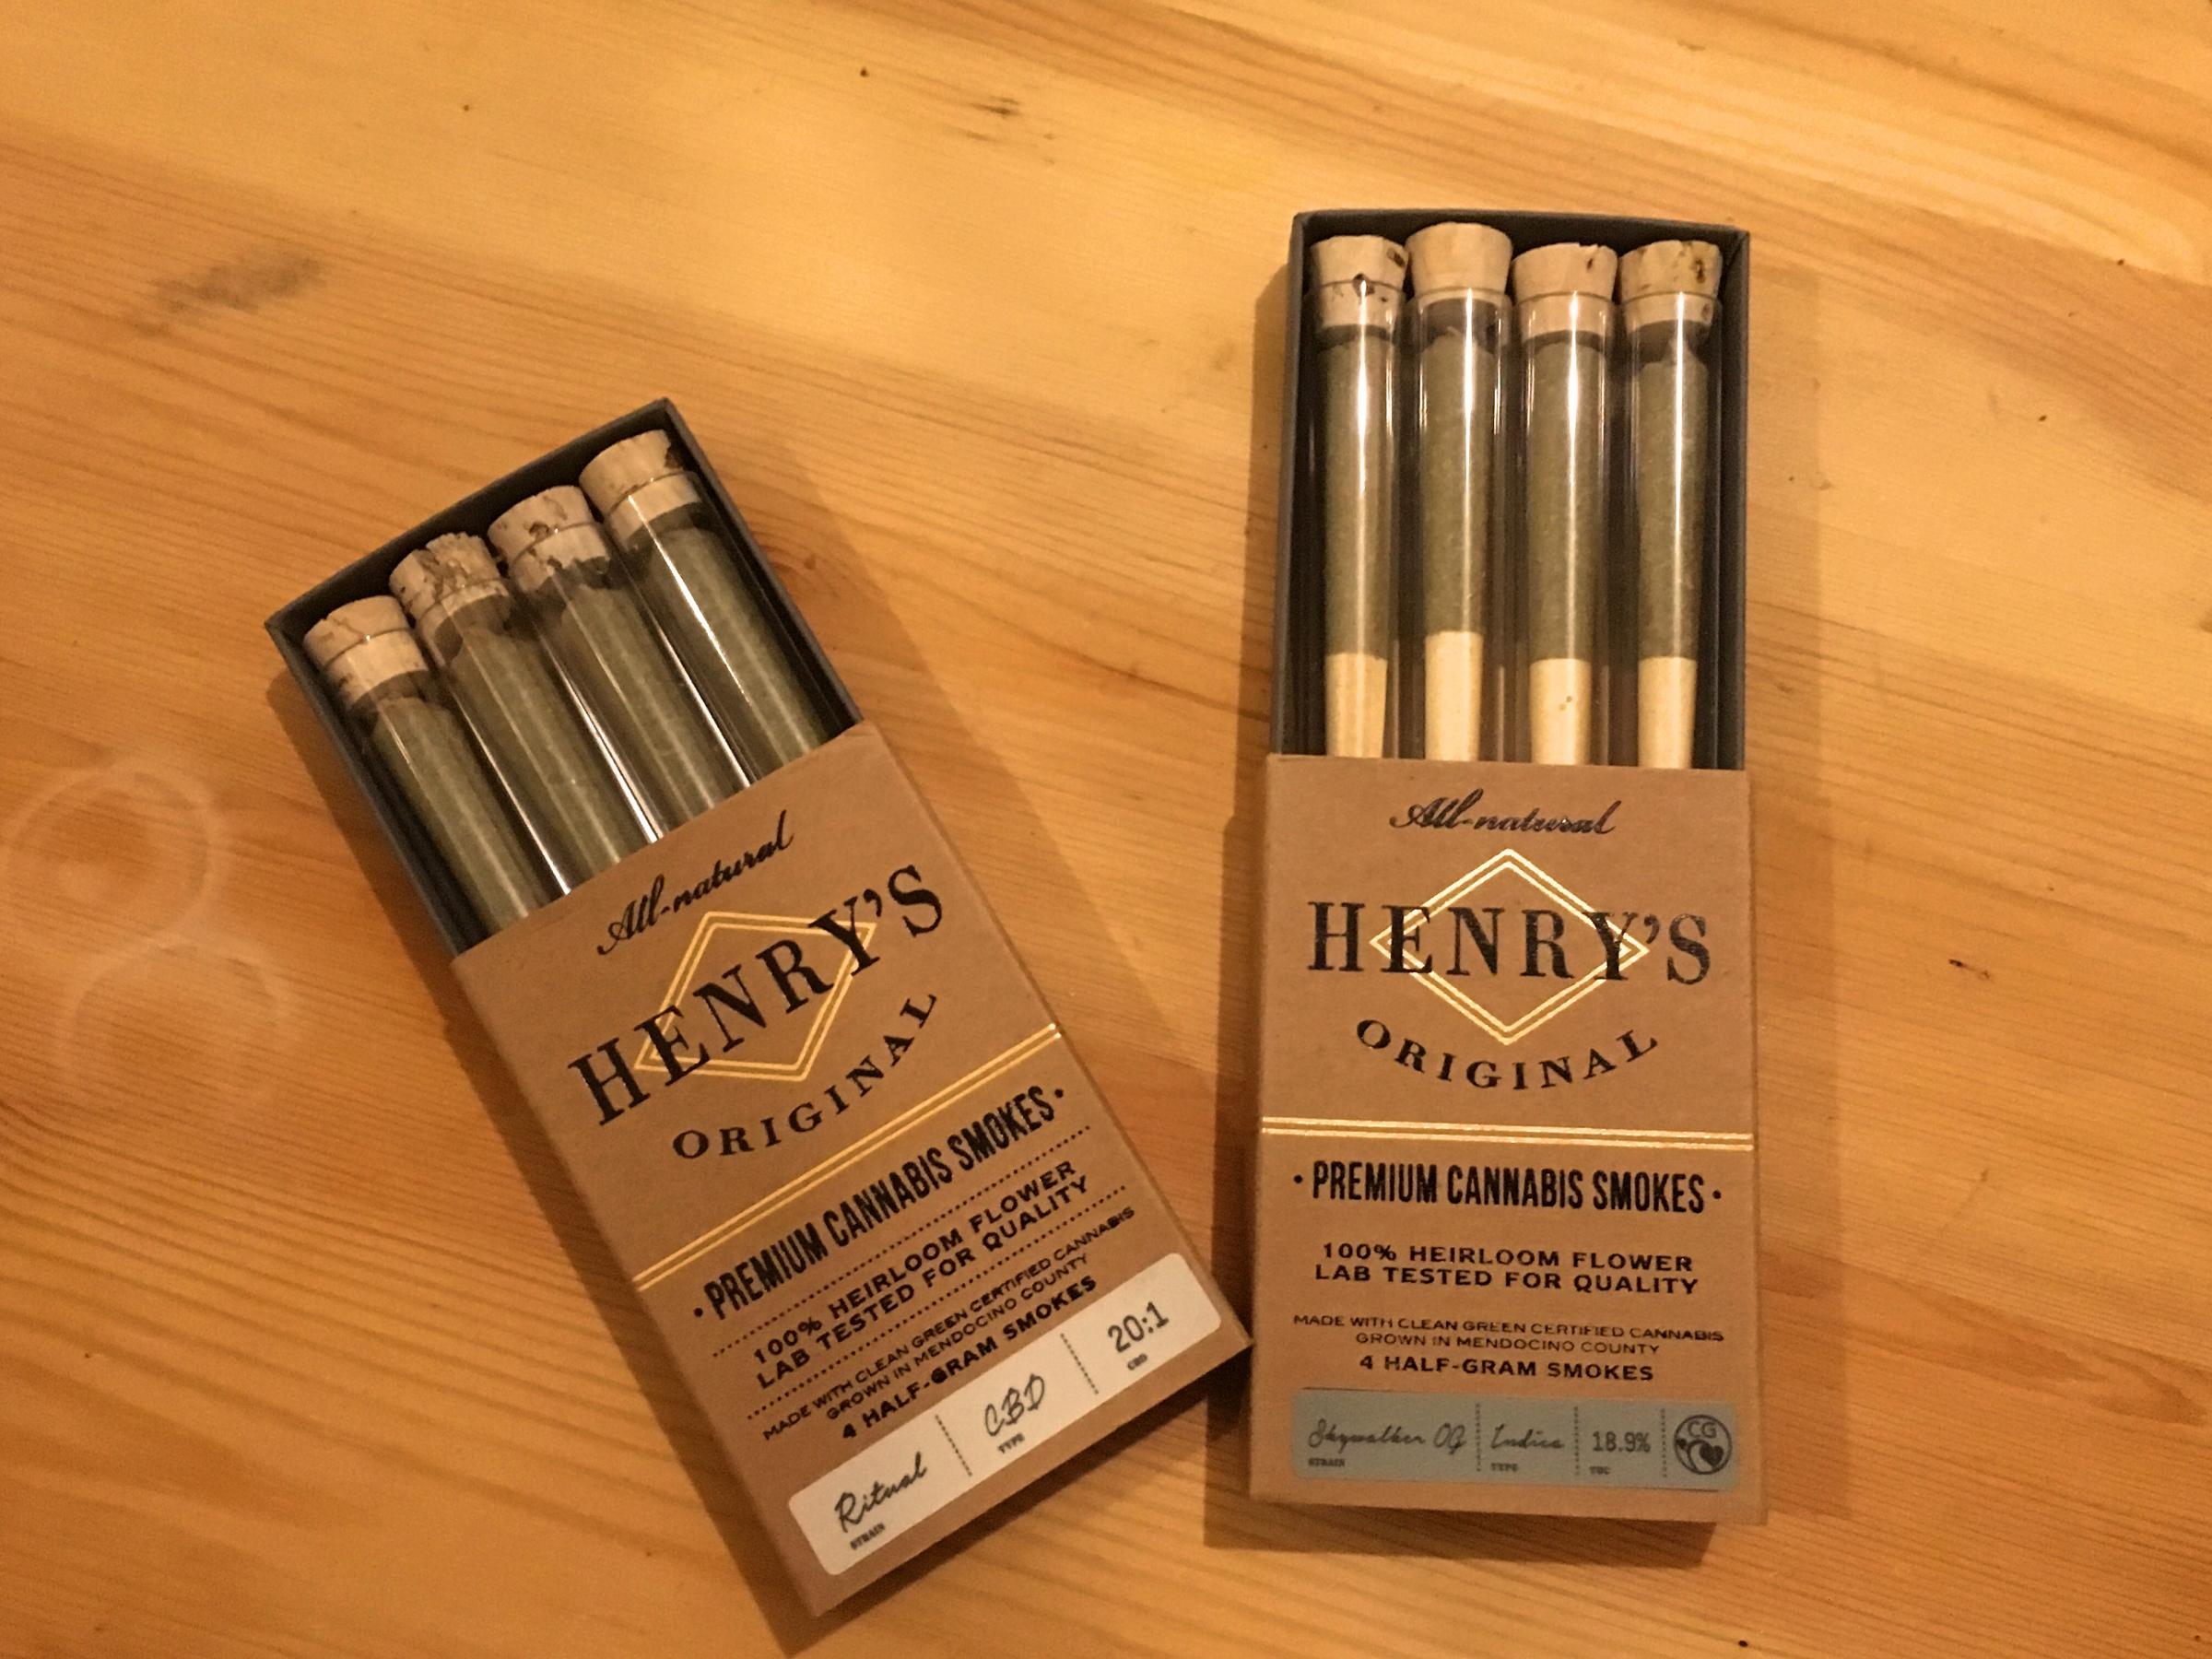 All-natural
HENRY'S
ORIGINAL
• PREMIUM CANNABIS SMOKES •
100% HEIRLOOM FLOWER
LAB TESTED FOR QUALITY
MADE WITH CLEAN GREEN CERTIFIED CANNABIS
GROWN IN MENDOCINO COUNTY
4 HALF-GRAM SMOKES
Ritual CBD 20:1
STRAIN TYPE CBD
All-natural
HENRY'S
ORIGINAL
• PREMIUM CANNABIS SMOKES •
100% HEIRLOOM FLOWER
LAB TESTED FOR QUALITY
MADE WITH CLEAN GREEN CERTIFIED CANNABIS
GROWN IN MENDOCINO COUNTY
4 HALF-GRAM SMOKES
Skywalker OG Indica 18.9% CG
STRAIN TYPE THC